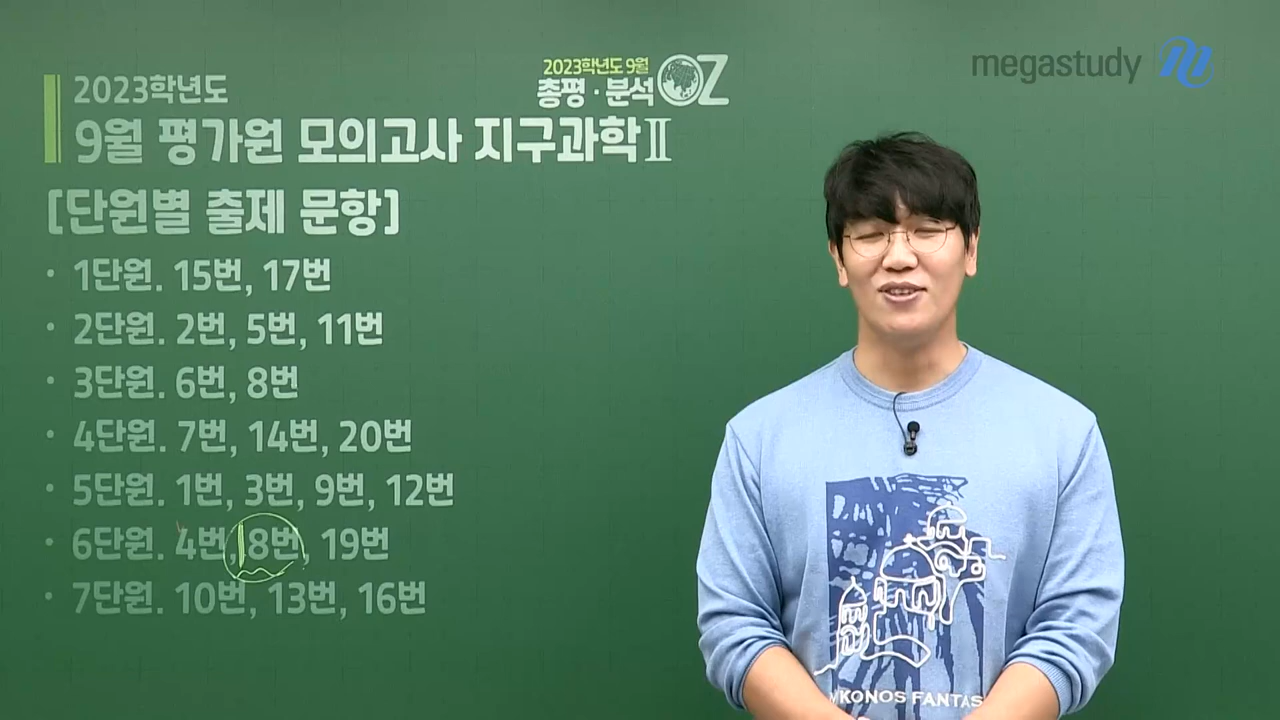 megastudy
2023학년도 9월
총평·분석 OZ
2023학년도
9월 평가원 모의고사 지구과학Ⅱ
[단원별 출제 문항]
• 1단원. 15번, 17번
• 2단원. 2번, 5번, 11번
• 3단원. 6번, 8번
• 4단원. 7번, 14번, 20번
• 5단원. 1번, 3번, 9번, 12번
• 6단원. 4번, 18번, 19번
• 7단원. 10번, 13번, 16번
MYKONOS FANTAS